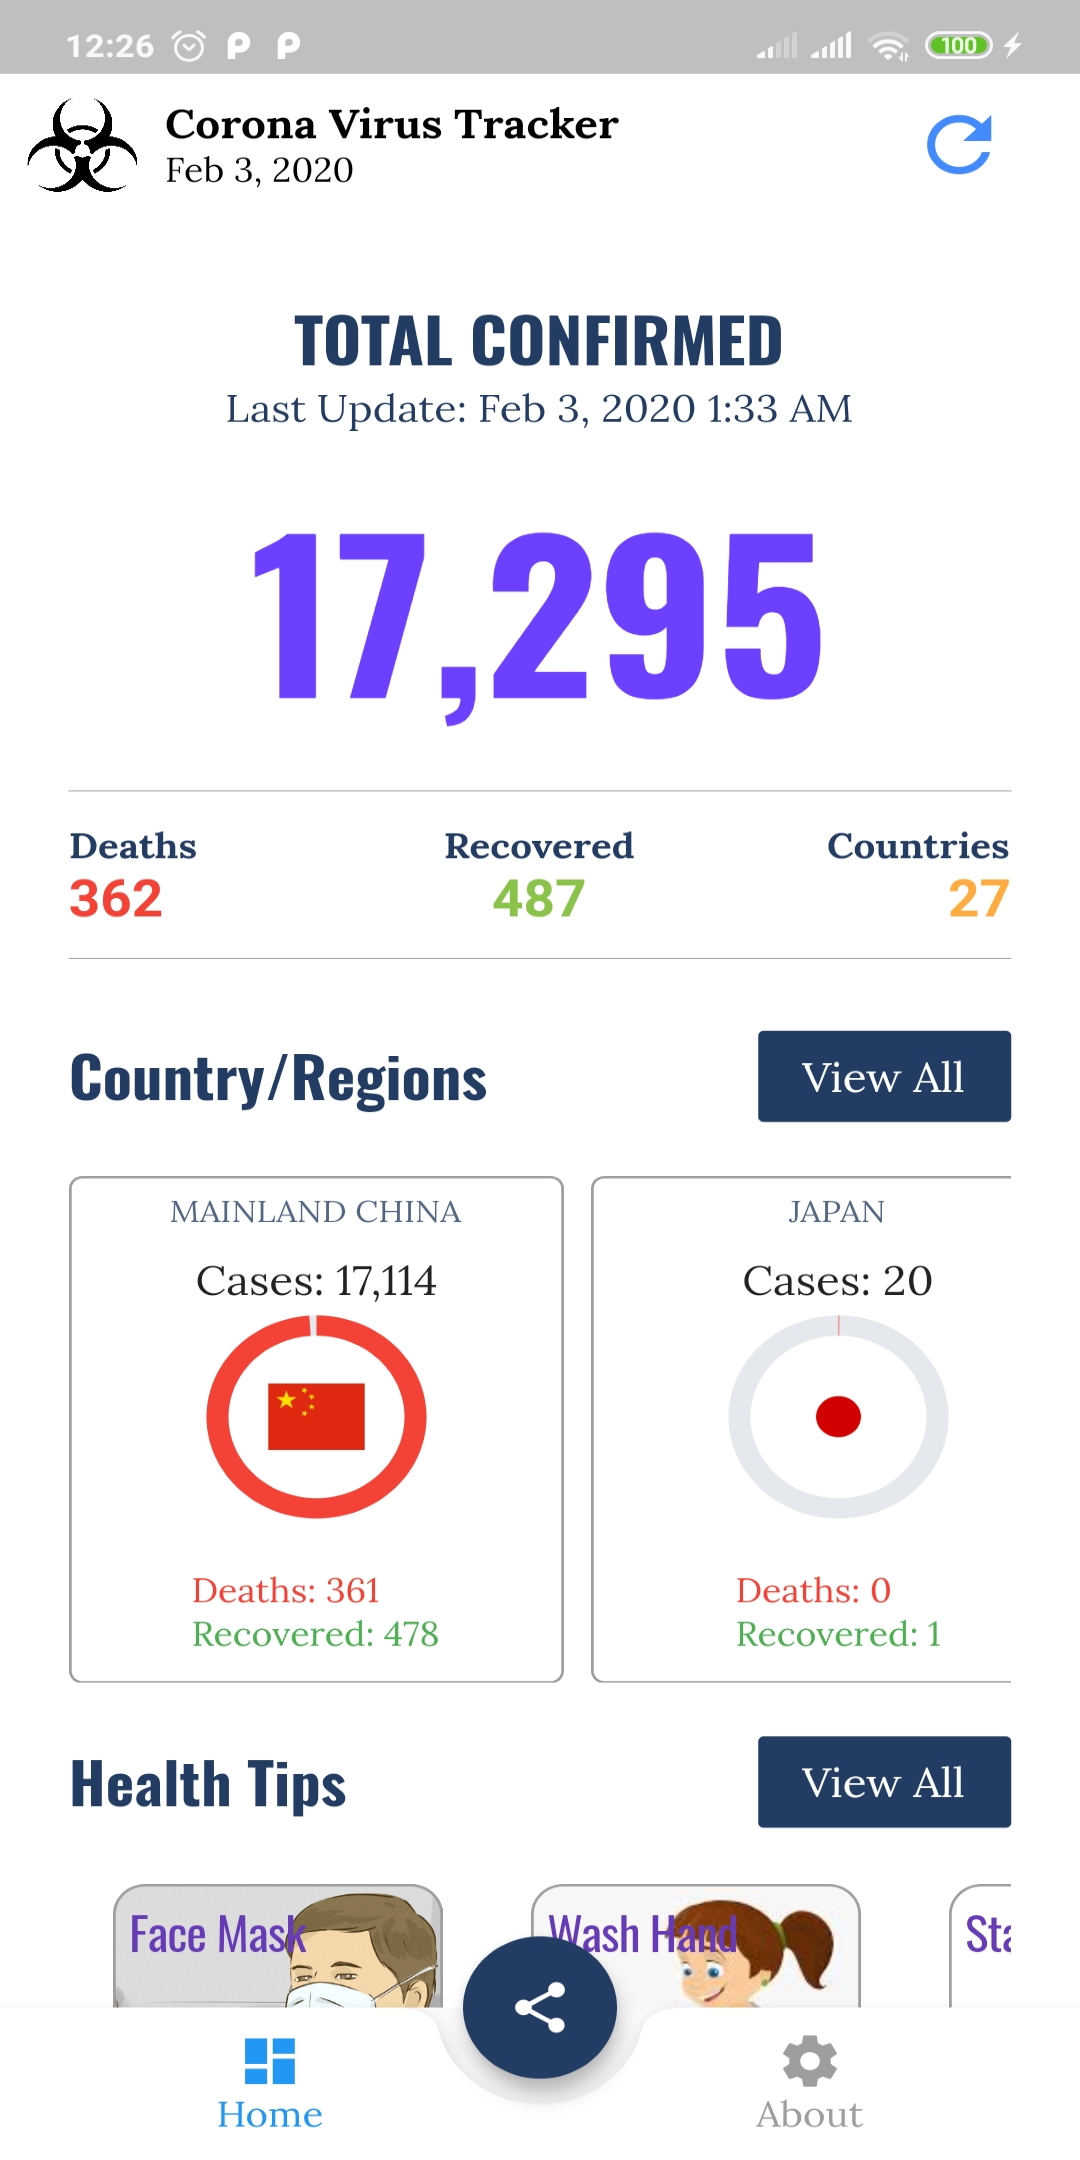 12:26
100
Corona Virus Tracker
Feb 3, 2020
TOTAL CONFIRMED
Last Update: Feb 3, 2020 1:33 AM
17,295
Deaths Recovered Countries
362 487 27
Country/Regions View All
MAINLAND CHINA
Cases: 17,114
Deaths: 361
Recovered: 478
JAPAN
Cases: 20
Deaths: 0
Recovered: 1
Health Tips View All
Face Mask
Wash Hand
Home
About